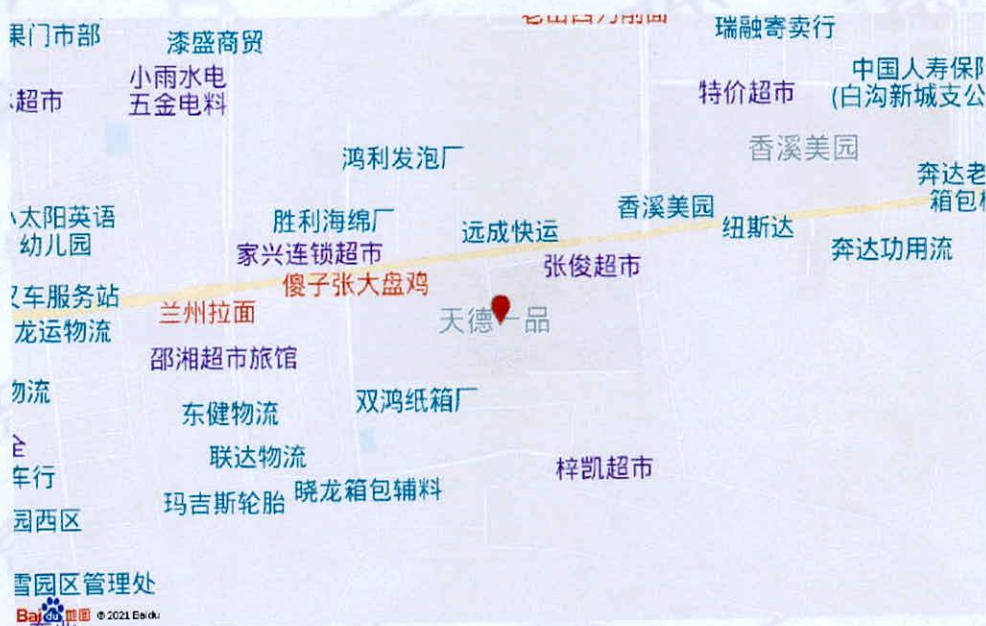 果门市部
漆盛商贸
瑞融寄卖行
小雨水电
五金电料
超市
特价超市
中国人寿保险
(白沟新城支公
香溪美园
鸿利发泡厂
奔达老
箱包
太阳英语
幼儿园
胜利海绵厂
远成快运
香溪美园
纽斯达
家兴连锁超市
张俊超市
奔达功用流
傻子张大盘鸡
叉车服务站
兰州拉面
天德一品
龙运物流
邵湘超市旅馆
物流
东健物流
双鸿纸箱厂
全
车行
联达物流
梓凯超市
玛吉斯轮胎
晓龙箱包辅料
园西区
雪园区管理处
Bai du 地图 © 2021 Baidu